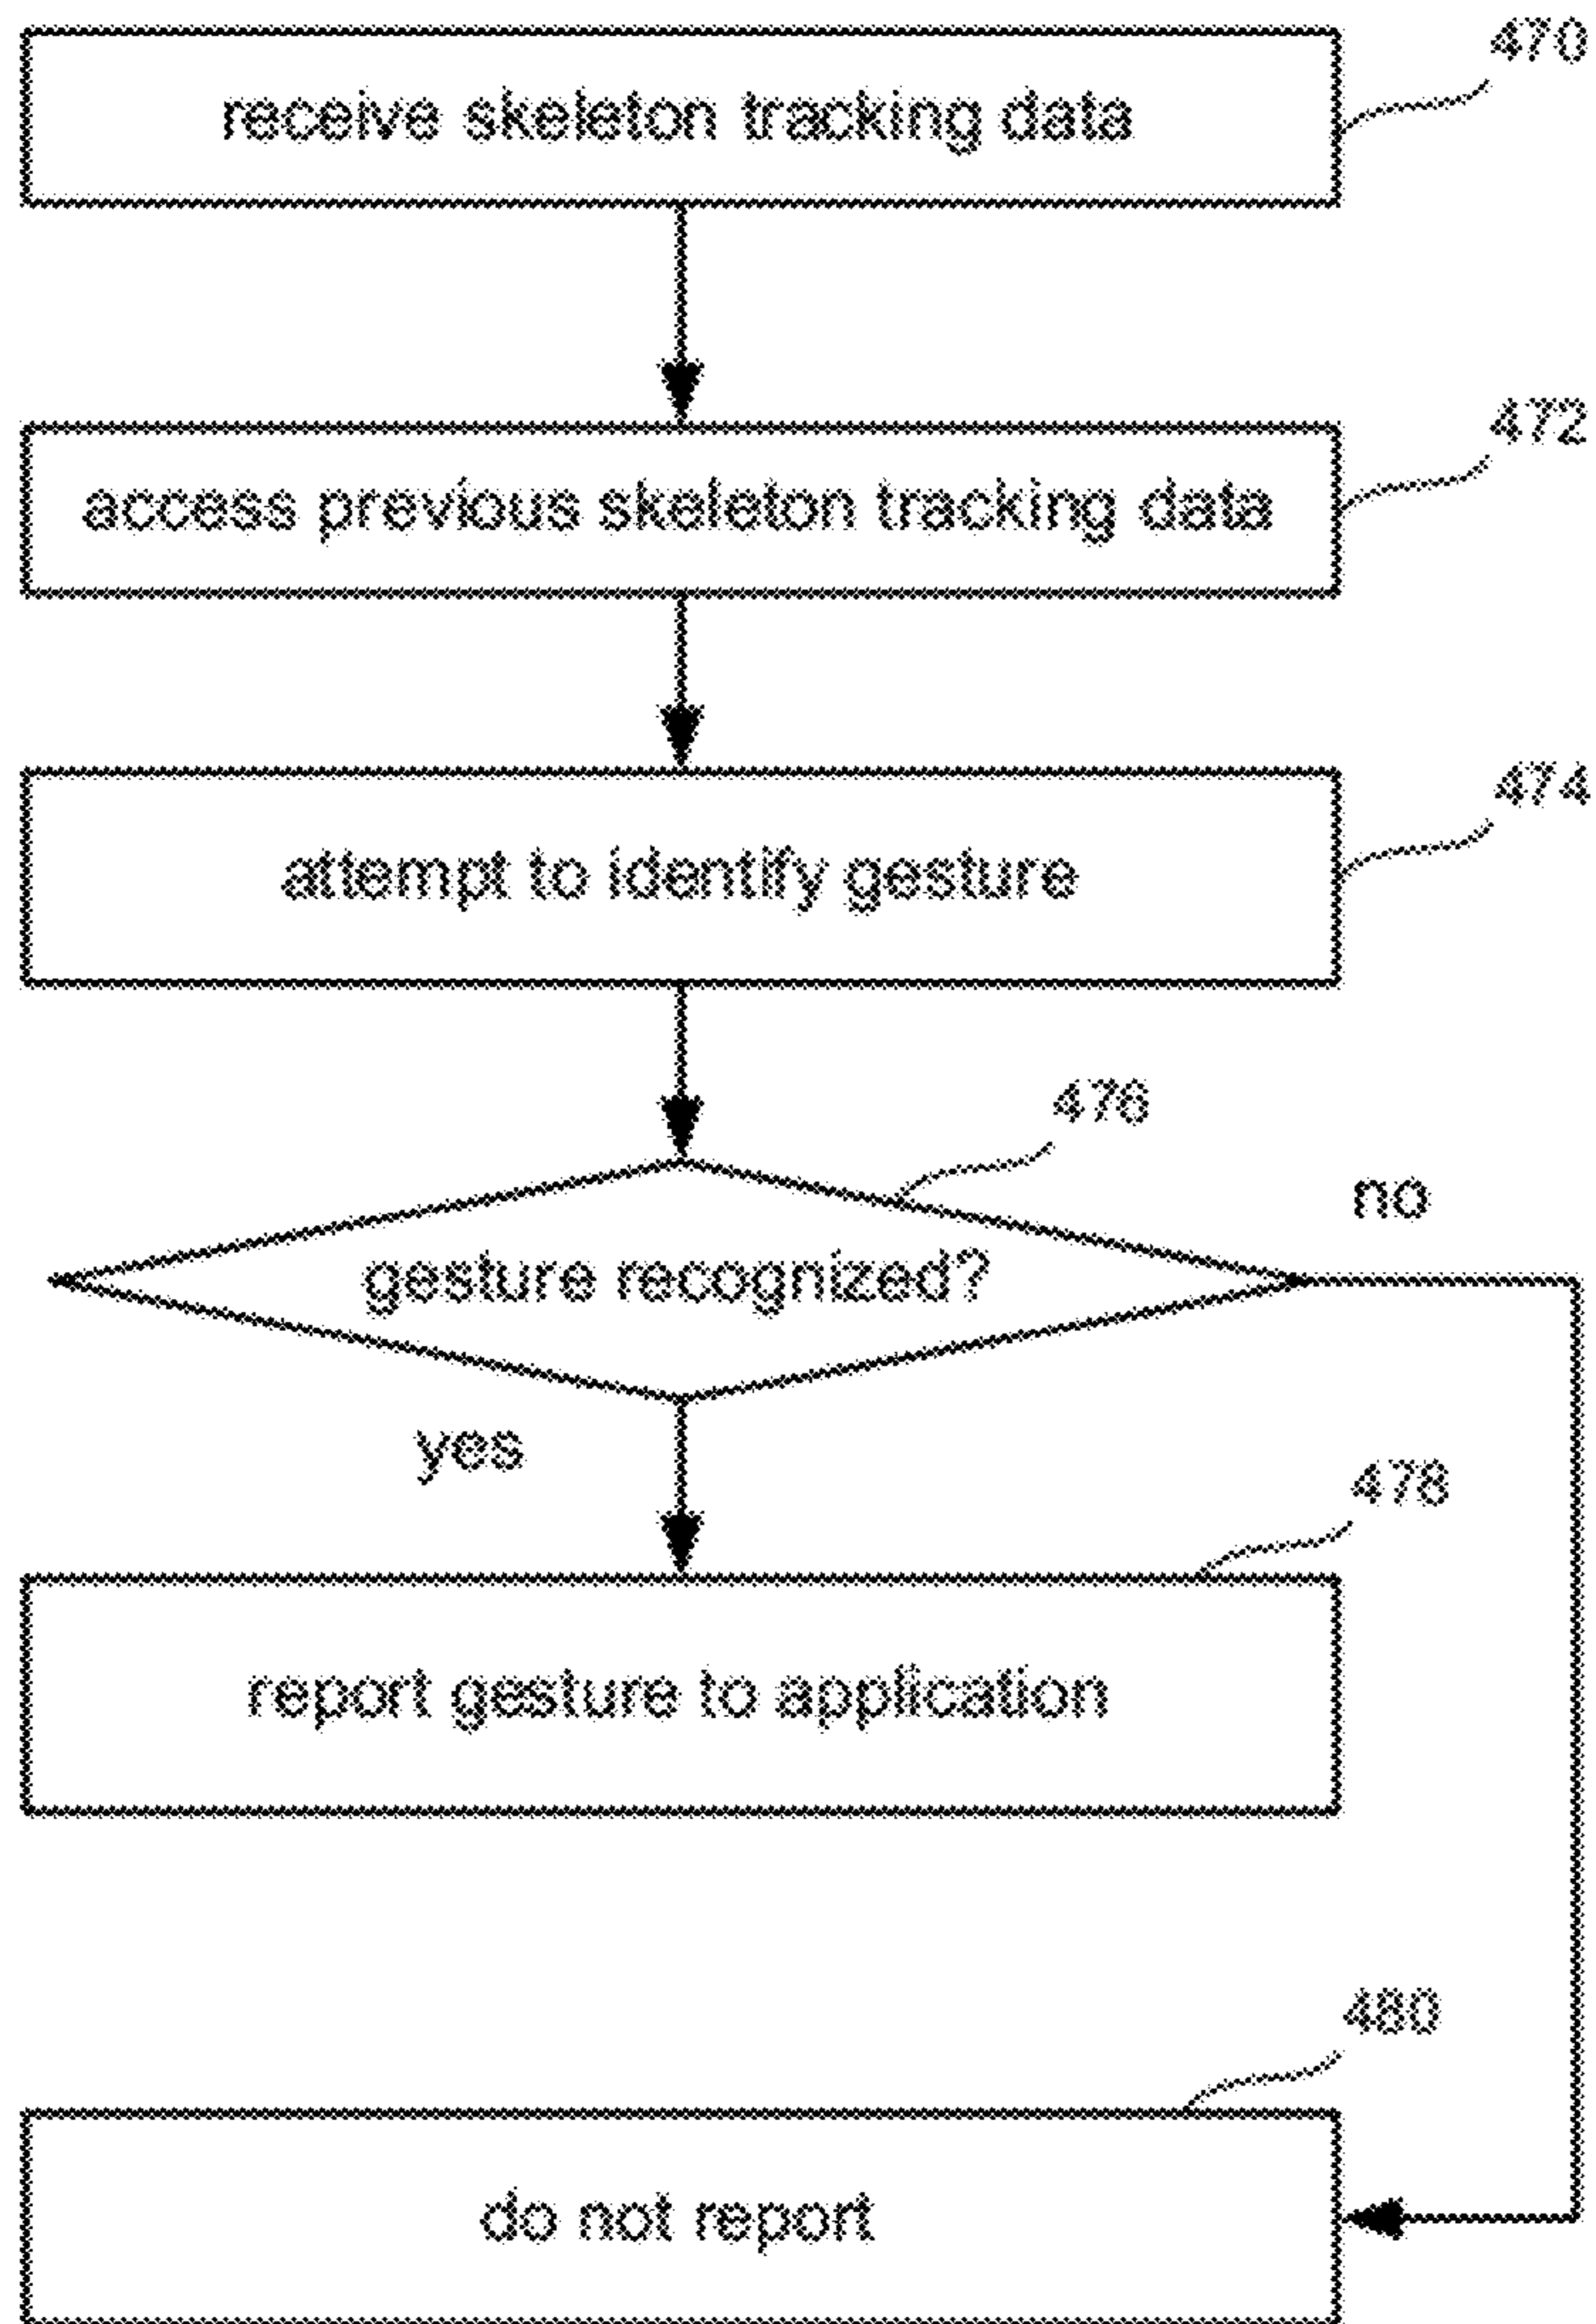 470
receive skeleton tracking data
472
access previous skeleton tracking data
474
attempt to identify gesture
476
no
gesture recognized?
yes
478
report gesture to application
480
do not report